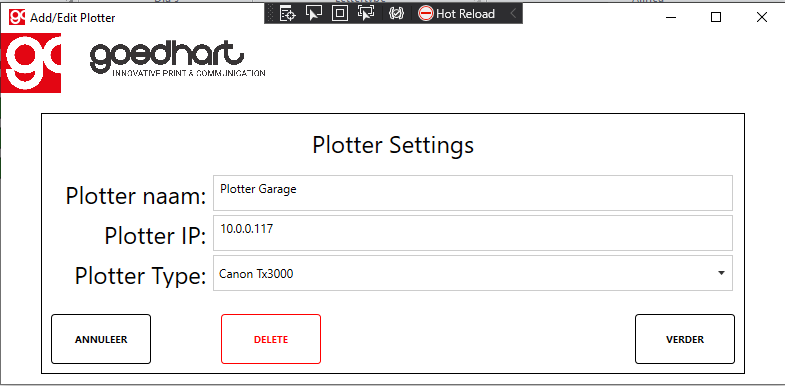 Add/Edit Plotter
Hot Reload
goedhart
INNOVATIVE PRINT & COMMUNICATION
Plotter Settings
Plotter naam: Plotter Garage
Plotter IP: 10.0.0.117
Plotter Type: Canon Tx3000
ANNULEER DELETE VERDER